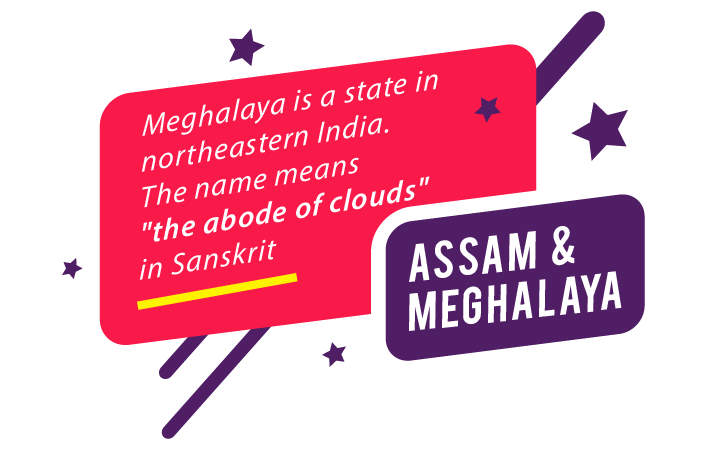 Meghalaya is a state in
northeastern India.
The name means
"the abode of clouds"
in Sanskrit
ASSAM &
MEGHALAYA